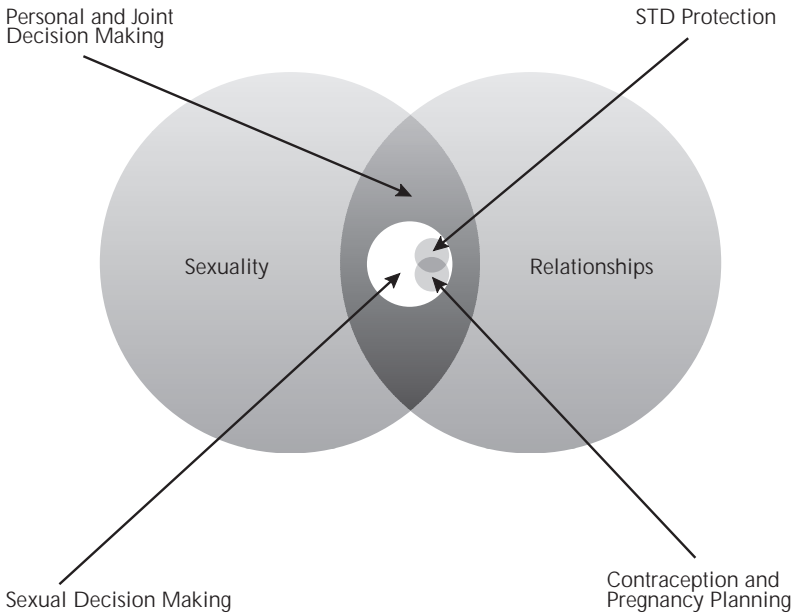 Personal and Joint
Decision Making
STD Protection
Sexuality
Relationships
Sexual Decision Making
Contraception and
Pregnancy Planning